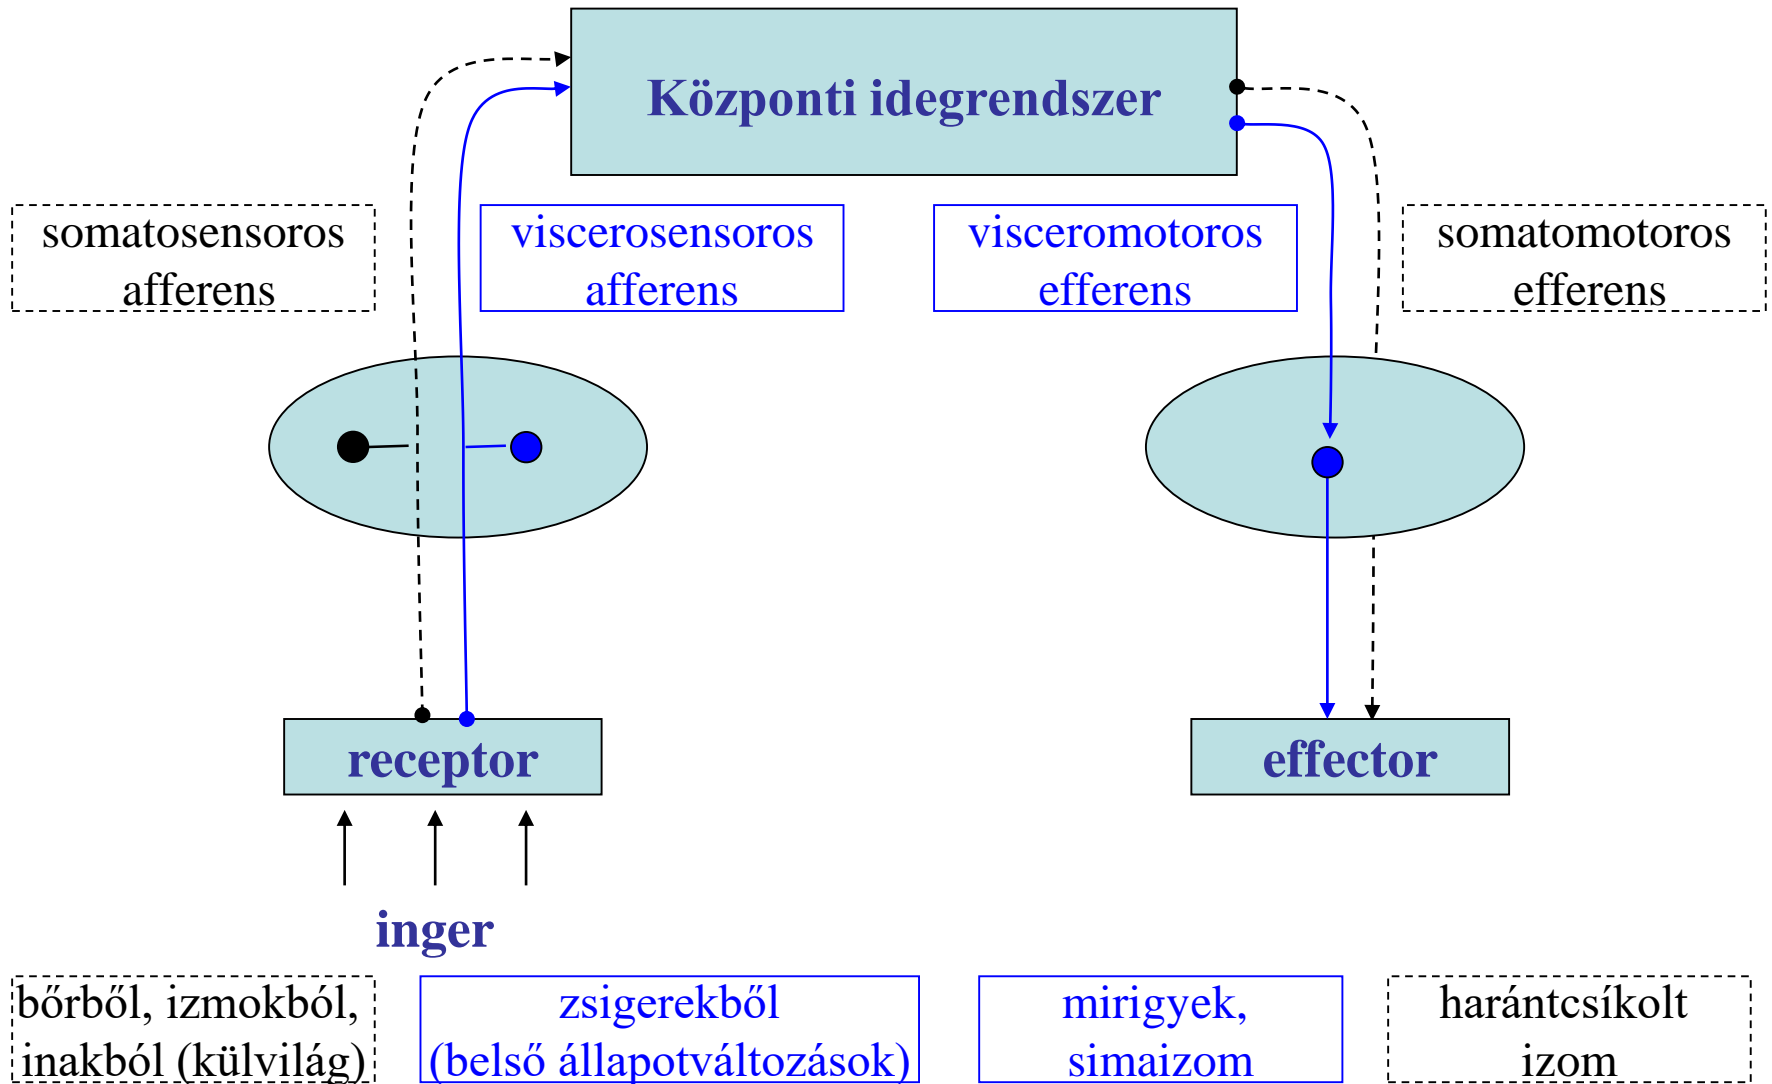 Központi idegrendszer
somatosensoros
afferens
viscerosensoros
afferens
visceromotoros
efferens
somatomotoros
efferens
receptor
effector
inger
bőrből, izmokból,
inakból (külvilág)
zsigerekből
(belső állapotváltozások)
mirigyek,
simaizom
harántcsíkolt
izom